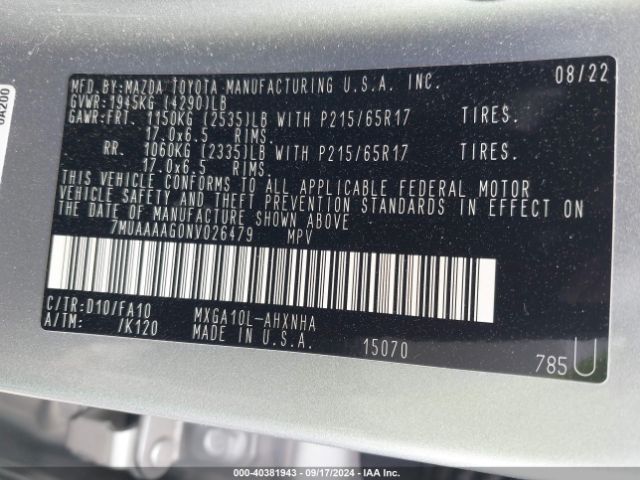 MFD.BY:MAZDA TOYOTA MANUFACTURING U.S.A. INC. 08/22
GVWR:1945KG (4290)LB
GAWR:FRT. 1150KG (2535)LB WITH P215/65R17 TIRES.
17.0x6.5 RIMS.
RR. 1060KG (2335)LB WITH P215/65R17 TIRES.
17.0x6.5 RIMS.
THIS VEHICLE CONFORMS TO ALL APPLICABLE FEDERAL MOTOR
VEHICLE SAFETY AND THEFT PREVENTION STANDARDS IN EFFECT ON
THE DATE OF MANUFACTURE SHOWN ABOVE
7MUAAAAG0NV026479 MPV
C/TR:D10/FA10 MXGA10L-AHXNHA
A/TM: /K120 MADE IN U.S.A.
15070 785U
0A200
500-40381943 - 09/17/2024 - IAA Inc.